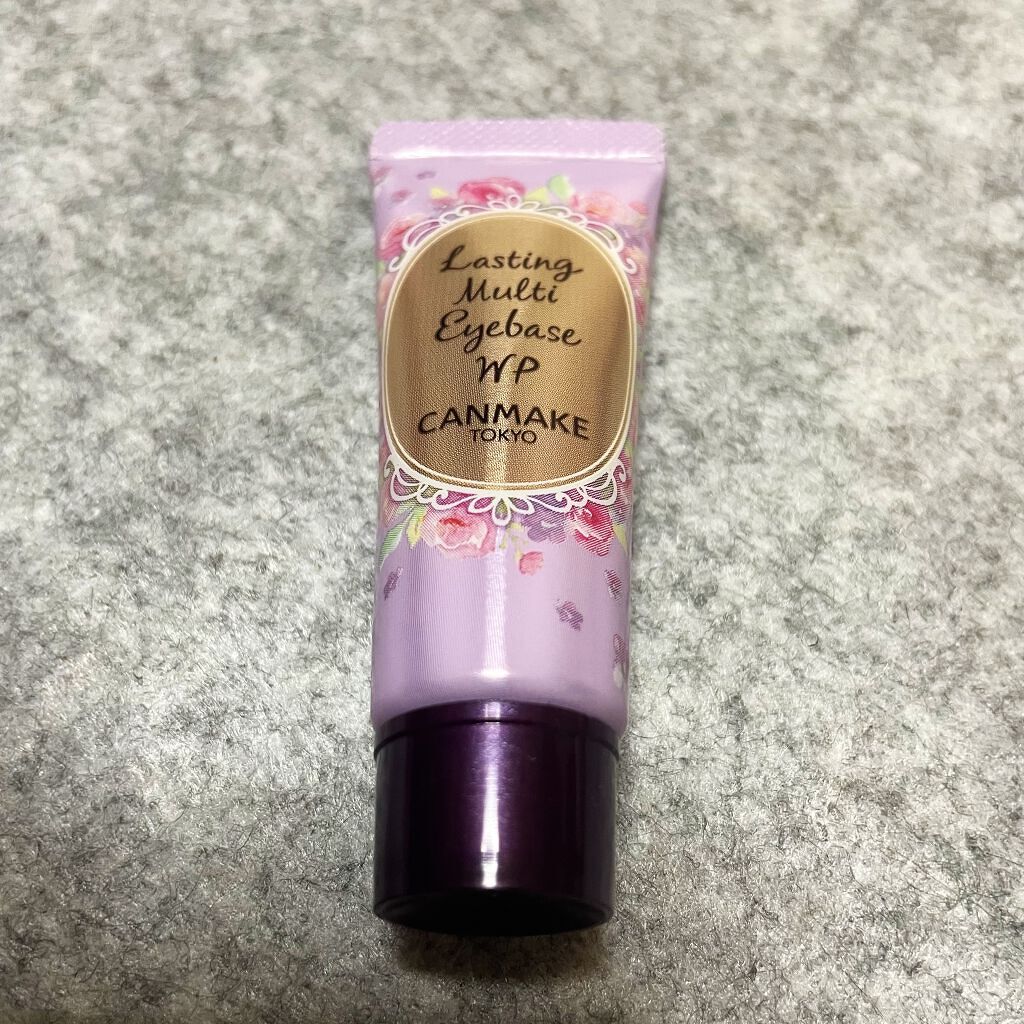 Lasting
Multi
Eyebase
WP
CANMAKE
TOKYO